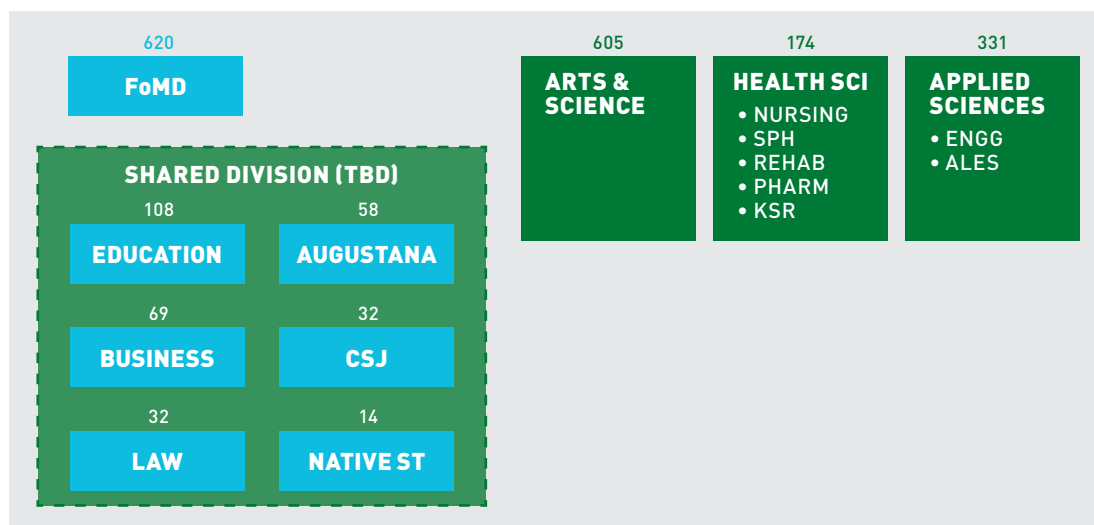 620
FoMD
SHARED DIVISION (TBD)
108
EDUCATION
58
AUGUSTANA
69
BUSINESS
32
CSJ
32
LAW
14
NATIVE ST
605
ARTS &
SCIENCE
174
HEALTH SCI
• NURSING
• SPH
• REHAB
• PHARM
• KSR
331
APPLIED
SCIENCES
• ENGG
• ALES